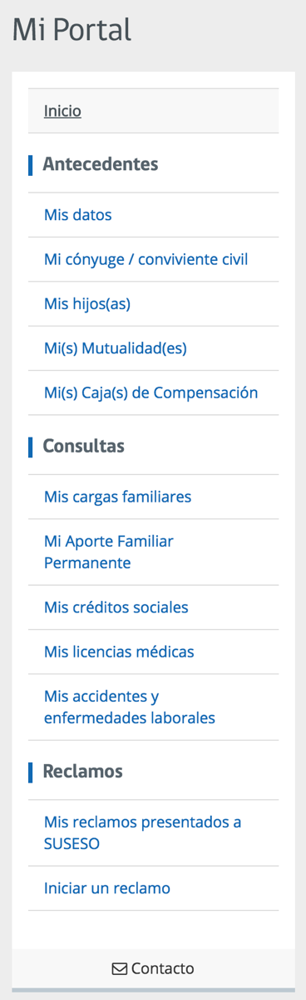 Mi Portal
Inicio
Antecedentes
Mis datos
Mi cónyuge / conviviente civil
Mis hijos(as)
Mi(s) Mutualidad(es)
Mi(s) Caja(s) de Compensación
Consultas
Mis cargas familiares
Mi Aporte Familiar
Permanente
Mis créditos sociales
Mis licencias médicas
Mis accidentes y
enfermedades laborales
Reclamos
Mis reclamos presentados a
SUSESO
Iniciar un reclamo
Contacto